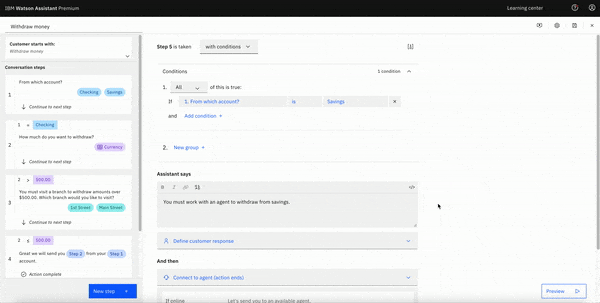 IBM Watson Assistant Premium
Learning center
Withdraw money
Customer starts with:
Withdraw money
Conversation steps
1
From which account?
Checking
Savings
Continue to next step
2
1 = Checking
How much do you want to withdraw?
Currency
Continue to next step
3
2 > 500.00
You must visit a branch to withdraw amounts over
$500.00. Which branch would you like to visit?
1st Street
Main Street
Continue to next step
4
2 ≤ 500.00
Great! we will send you Step 2 from your Step 1
account.
Action complete
New step +
Step 5 is taken
with conditions
Conditions
1 condition
1. All of this is true:
If 1. From which account? is Savings ×
and Add condition +
2. New group +
Assistant says
B I </>
You must work with an agent to withdraw from savings.
Define customer response
And then
Connect to agent (action ends)
If online Let's send you to an available agent.
Preview